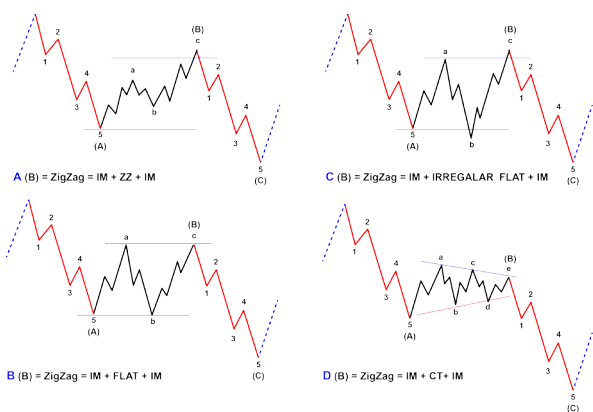 (B)
c
2
a
4
1
2
b
3
1
5
(A)
4
3
5
(C)
A (B) = ZigZag = IM + ZZ + IM
(B)
c
2
a
4
1
2
3
1
5
(A)
b
4
3
5
(C)
C (B) = ZigZag = IM + IRREGALAR FLAT + IM
(B)
c
2
a
4
1
2
3
1
5
(A)
b
4
3
5
(C)
B (B) = ZigZag = IM + FLAT + IM
2
a
c
(B)
e
4
1
2
3
b
d
1
5
(A)
4
3
5
(C)
D (B) = ZigZag = IM + CT+ IM